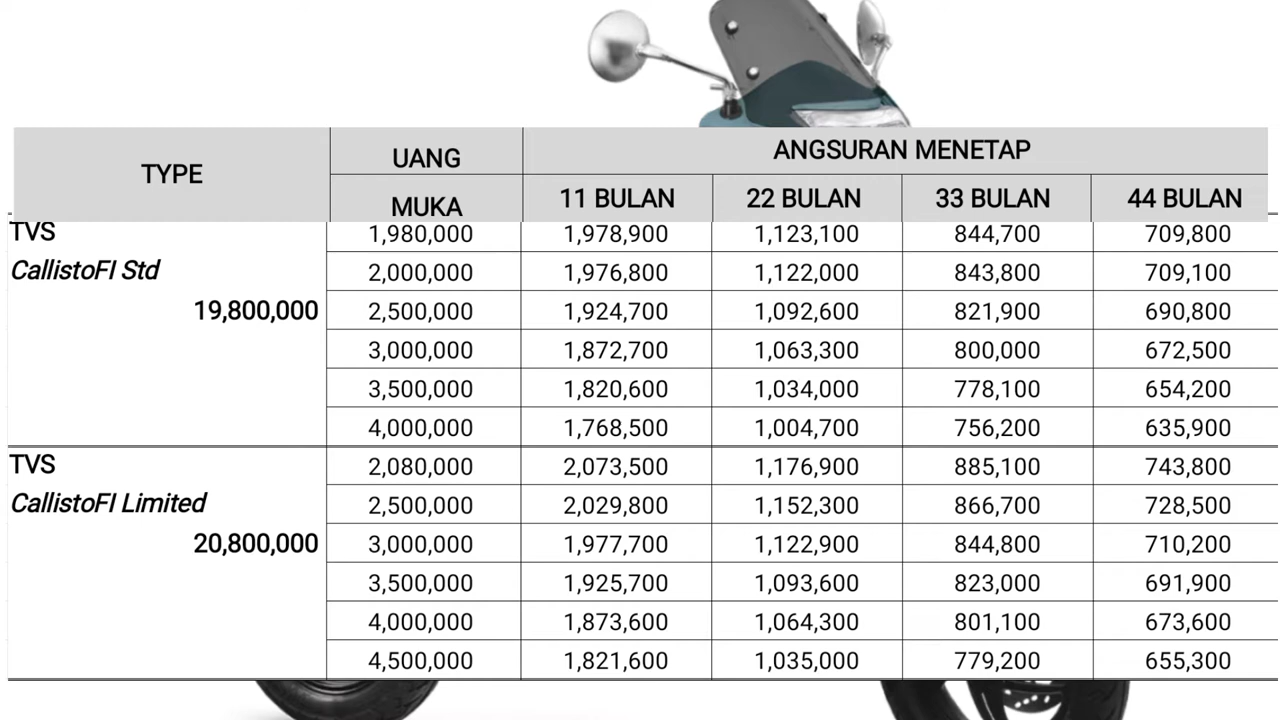 TYPE UANG MUKA ANGSURAN MENETAP
11 BULAN 22 BULAN 33 BULAN 44 BULAN
TVS 1,980,000 1,978,900 1,123,100 844,700 709,800
CallistoFI Std 2,000,000 1,976,800 1,122,000 843,800 709,100
19,800,000 2,500,000 1,924,700 1,092,600 821,900 690,800
3,000,000 1,872,700 1,063,300 800,000 672,500
3,500,000 1,820,600 1,034,000 778,100 654,200
4,000,000 1,768,500 1,004,700 756,200 635,900
TVS 2,080,000 2,073,500 1,176,900 885,100 743,800
CallistoFI Limited 2,500,000 2,029,800 1,152,300 866,700 728,500
20,800,000 3,000,000 1,977,700 1,122,900 844,800 710,200
3,500,000 1,925,700 1,093,600 823,000 691,900
4,000,000 1,873,600 1,064,300 801,100 673,600
4,500,000 1,821,600 1,035,000 779,200 655,300